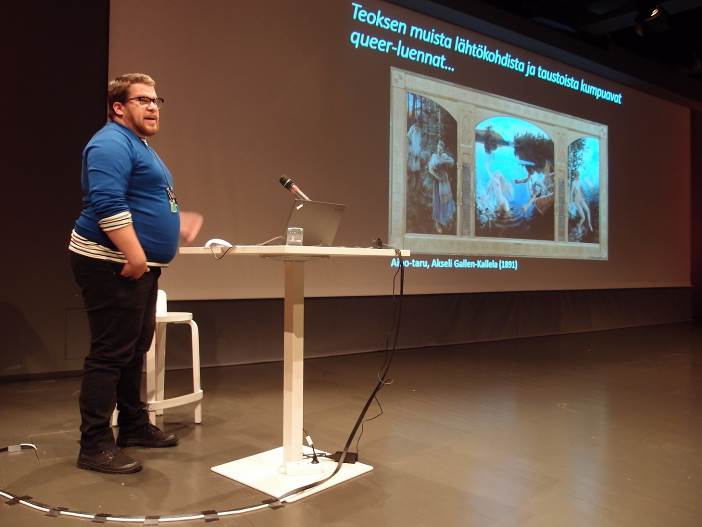 Teoksen muista lähtökohdista ja taustoista kumpuavat
queer-luennat...
Aino-taru, Akseli Gallen-Kallela (1891)